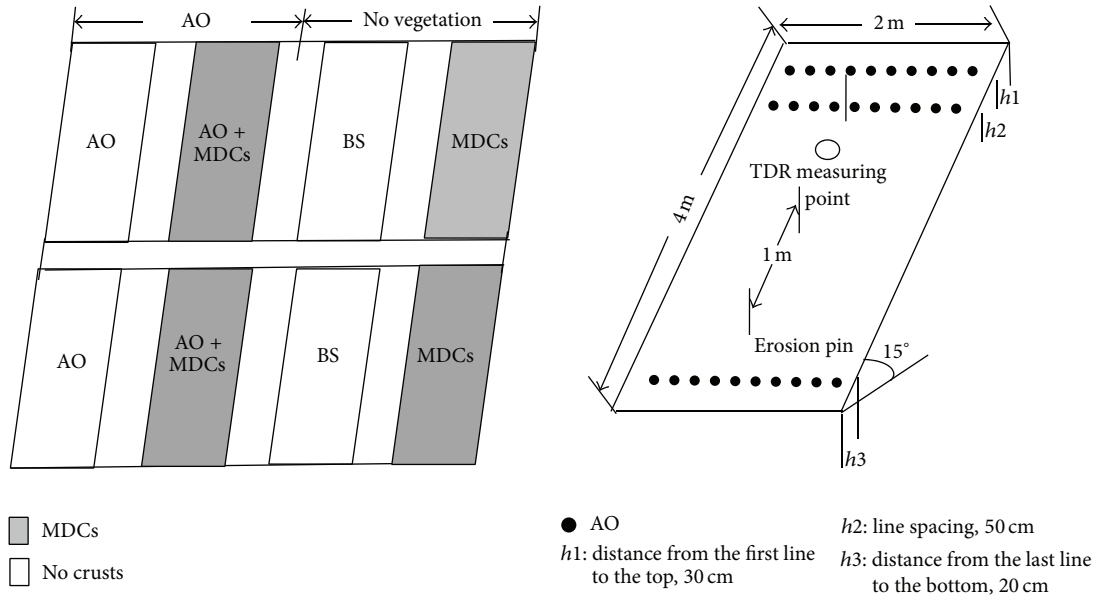 AO
No vegetation
AO
AO +
MDCs
BS
MDCs
AO
AO +
MDCs
BS
MDCs
MDCs
No crusts
2 m
h1
h2
TDR measuring
point
4 m
1 m
Erosion pin
15°
h3
AO
h1: distance from the first line
to the top, 30 cm
h2: line spacing, 50 cm
h3: distance from the last line
to the bottom, 20 cm